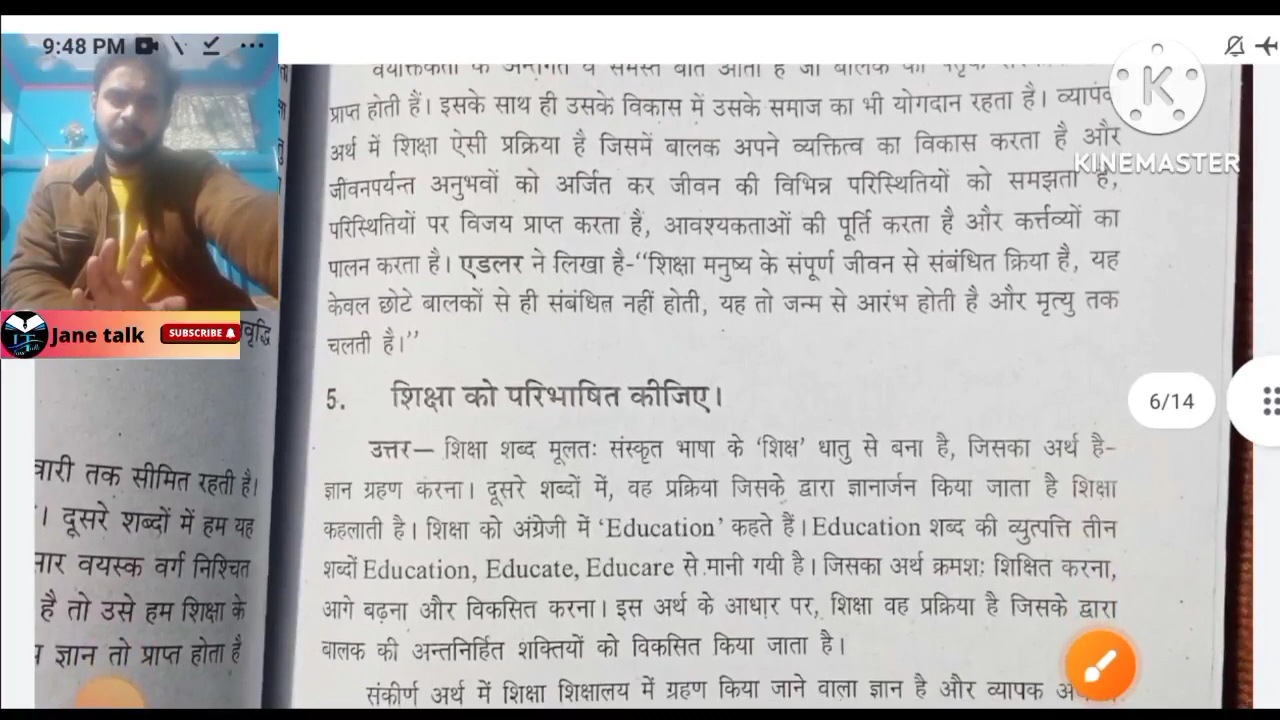 9:48 PM
KINEMASTER
Jane talk
SUBSCRIBE
6/14
प्राप्त होती हैं। इसके साथ ही उसके विकास में उसके समाज का भी योगदान रहता है।
अर्थ में शिक्षा ऐसी प्रक्रिया है जिसमें बालक अपने व्यक्तित्व का विकास करता है और
जीवनपर्यन्त अनुभवों को अर्जित कर जीवन की विभिन्न परिस्थितियों को समझता है,
परिस्थितियों पर विजय प्राप्त करता है, आवश्यकताओं की पूर्ति करता है और कर्त्तव्यों का
पालन करता है। एडलर ने लिखा है-“शिक्षा मनुष्य के संपूर्ण जीवन से संबंधित क्रिया है, यह
केवल छोटे बालकों से ही संबंधित नहीं होती, यह तो जन्म से आरंभ होती है और मृत्यु तक
चलती है।”
5. शिक्षा को परिभाषित कीजिए।
उत्तर— शिक्षा शब्द मूलतः संस्कृत भाषा के ‘शिक्ष’ धातु से बना है, जिसका अर्थ है-
ज्ञान ग्रहण करना। दूसरे शब्दों में, वह प्रक्रिया जिसके द्वारा ज्ञानार्जन किया जाता है शिक्षा
कहलाती है। शिक्षा को अंग्रेजी में ‘Education’ कहते हैं। Education शब्द की व्युत्पत्ति तीन
शब्दों Education, Educate, Educare से मानी गयी है। जिसका अर्थ क्रमशः शिक्षित करना,
आगे बढ़ना और विकसित करना। इस अर्थ के आधार पर, शिक्षा वह प्रक्रिया है जिसके द्वारा
बालक की अन्तनिर्हित शक्तियों को विकसित किया जाता है।
संकीर्ण अर्थ में शिक्षा शिक्षालय में ग्रहण किया जाने वाला ज्ञान है और व्यापक
तक सीमित रहती है।
। दूसरे शब्दों में हम यह
वयस्क वर्ग निश्चित
है तो उसे हम शिक्षा के
ज्ञान तो प्राप्त होता है